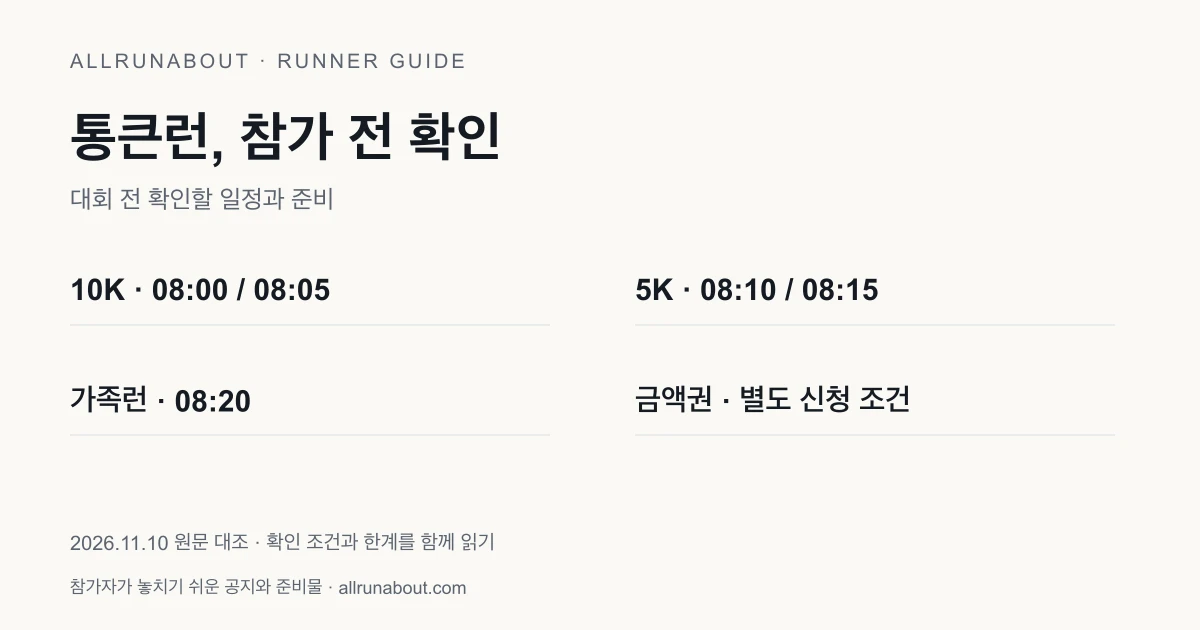 ALLRUNABOUT · RUNNER GUIDE
통큰런, 참가 전 확인
대회 전 확인할 일정과 준비
10K · 08:00 / 08:05
5K · 08:10 / 08:15
가족런 · 08:20
금액권 · 별도 신청 조건
2026.11.10 원문 대조 · 확인 조건과 한계를 함께 읽기
참가자가 놓치기 쉬운 공지와 준비물 · allrunabout.com